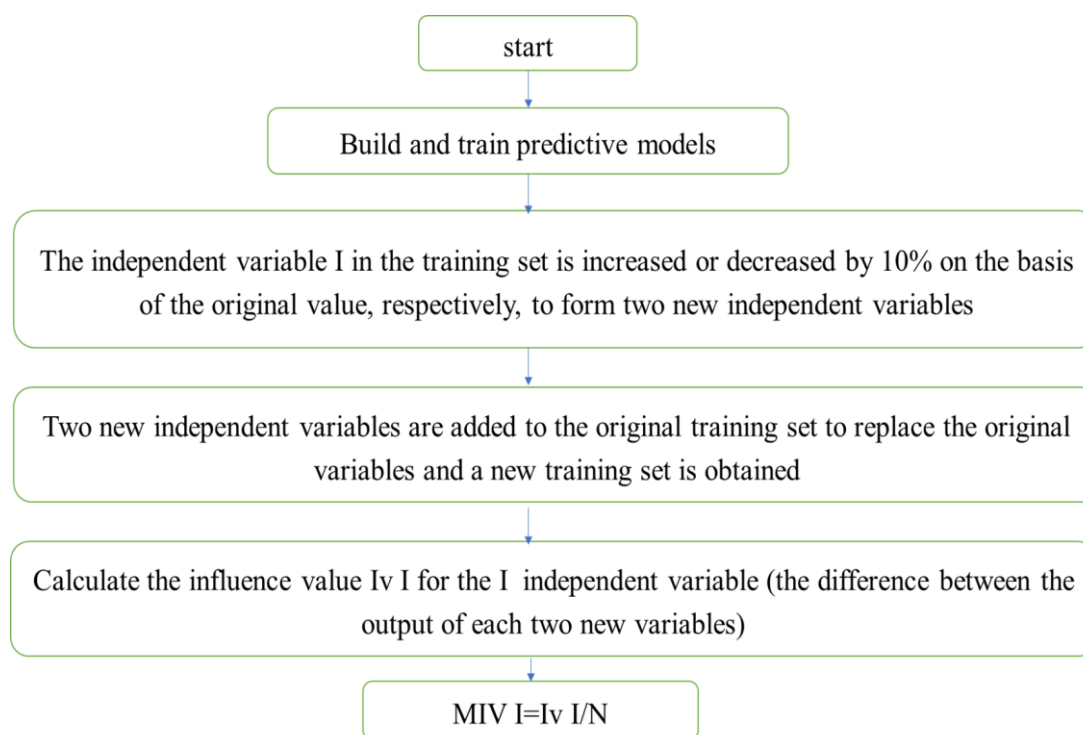 start
Build and train predictive models
The independent variable I in the training set is increased or decreased by 10% on the basis
of the original value, respectively, to form two new independent variables
Two new independent variables are added to the original training set to replace the original
variables and a new training set is obtained
Calculate the influence value Iv I for the I independent variable (the difference between the
output of each two new variables)
MIV I=Iv I/N